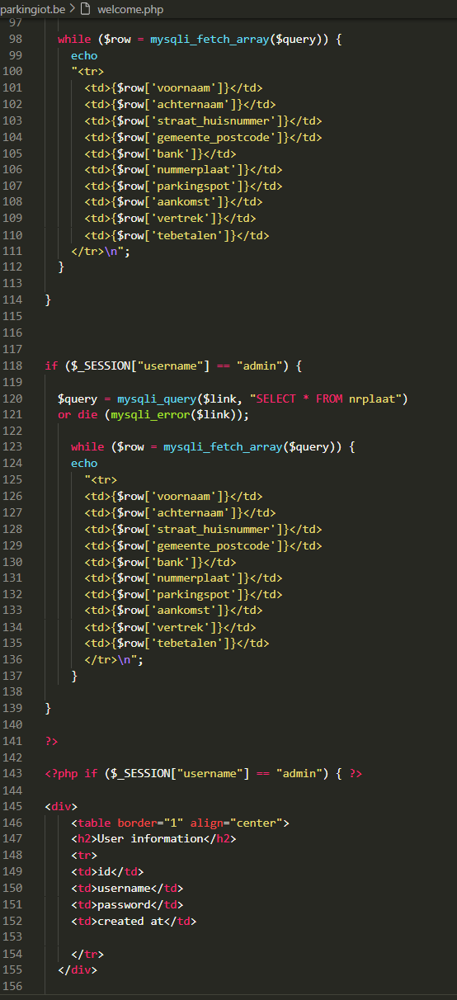 parkingiot.be > welcome.php
97
98 while ($row = mysqli_fetch_array($query)) {
99 echo
100 "<tr>
101 <td>{$row['voornaam']}</td>
102 <td>{$row['achternaam']}</td>
103 <td>{$row['straat_huisnummer']}</td>
104 <td>{$row['gemeente_postcode']}</td>
105 <td>{$row['bank']}</td>
106 <td>{$row['nummerplaat']}</td>
107 <td>{$row['parkingspot']}</td>
108 <td>{$row['aankomst']}</td>
109 <td>{$row['vertrek']}</td>
110 <td>{$row['tebetalen']}</td>
111 </tr>\n";
112 }
113
114 }
115
116
117
118 if ($_SESSION["username"] == "admin") {
119
120 $query = mysqli_query($link, "SELECT * FROM nrplaat")
121 or die (mysqli_error($link));
122
123 while ($row = mysqli_fetch_array($query)) {
124 echo
125 "<tr>
126 <td>{$row['voornaam']}</td>
127 <td>{$row['achternaam']}</td>
128 <td>{$row['straat_huisnummer']}</td>
129 <td>{$row['gemeente_postcode']}</td>
130 <td>{$row['bank']}</td>
131 <td>{$row['nummerplaat']}</td>
132 <td>{$row['parkingspot']}</td>
133 <td>{$row['aankomst']}</td>
134 <td>{$row['vertrek']}</td>
135 <td>{$row['tebetalen']}</td>
136 </tr>\n";
137 }
138
139 }
140
141 ?>
142
143 <?php if ($_SESSION["username"] == "admin") { ?>
144
145 <div>
146 <table border="1" align="center">
147 <h2>User information</h2>
148 <tr>
149 <td>id</td>
150 <td>username</td>
151 <td>password</td>
152 <td>created at</td>
153
154 </tr>
155 </div>
156